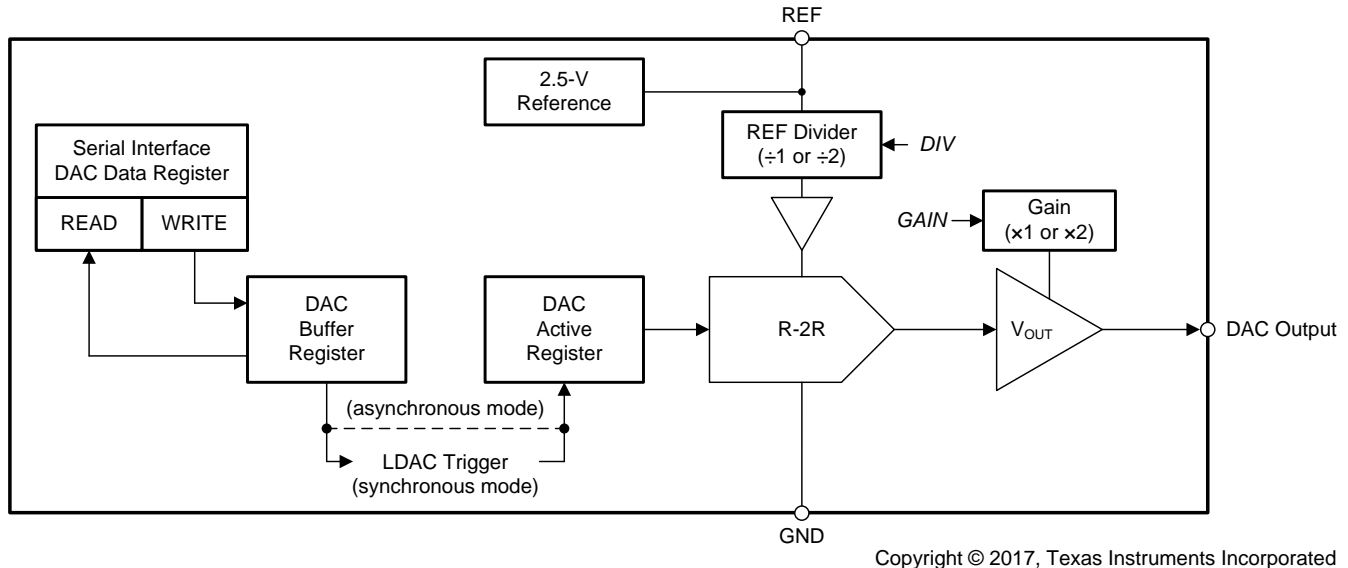 REF
2.5-V
Reference
REF Divider
(÷1 or ÷2)
DIV
Serial Interface
DAC Data Register
READ
WRITE
GAIN
Gain
(×1 or ×2)
DAC
Buffer
Register
DAC
Active
Register
R-2R
VOUT
DAC Output
(asynchronous mode)
LDAC Trigger
(synchronous mode)
GND
Copyright © 2017, Texas Instruments Incorporated